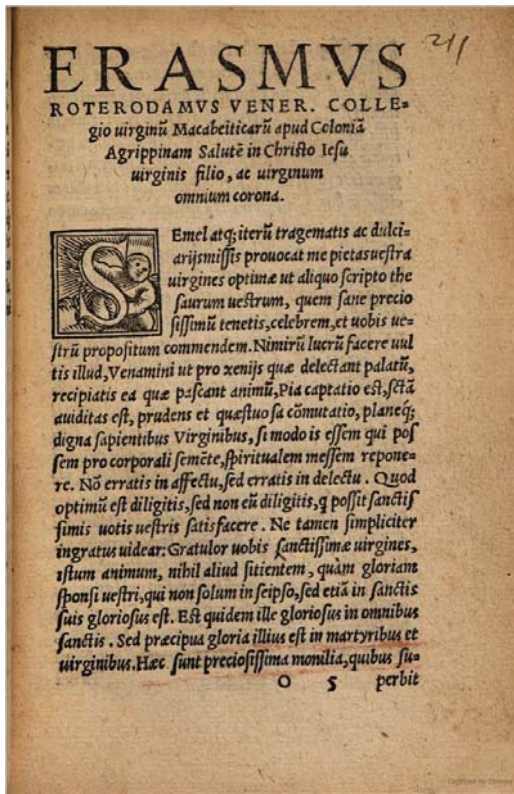 211
ERASMVS
ROTERODAMVS VENER. COLLE=
gio uirginũ Macabeiticarũ apud Coloniã
Agrippinam Salutẽ in Christo Iesu
uirginis filio, ac uirginum
omnium corona.
SEmel atq; iterũ tragematis ac dulci=
arijs missis prouocat me pietas uestra
uirgines optimæ ut aliquo scripto the
saurum uestrum, quem sane precio
sissimũ tenetis, celebrem, et uobis ue=
strũ propositum commendem. Nimirũ lucrũ facere uul
tis illud, Venamini ut pro xenijs quæ delectant palatũ,
recipiatis ea quæ pascant animũ, Pia captatio est, sctã
auiditas est, prudens et quæstuosa cõmutatio, planeq;
digna sapientibus Virginibus, si modo is essem qui pos
sem pro corporali semẽte, spiritualem messem repone=
re. Nõ erratis in affectu, sed erratis in delectu. Quod
optimũ est diligitis, sed non eũ diligitis, q possit sanctis
simis uotis uestris satisfacere. Ne tamen simpliciter
ingratus uidear: Gratulor uobis sanctissimæ uirgines,
istum animum, nihil aliud sitientem, quàm gloriam
sponsi uestri, qui non solum in seipso, sed etiã in sanctis
suis gloriosus est. Est quidem ille gloriosus in omnibus
sanctis. Sed præcipua gloria illius est in martyribus et
uirginibus. Hæc sunt preciosissima monilia, quibus su=
O 5 perbit
Digitized by Google